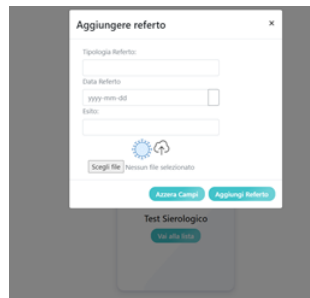 Aggiungere referto ×
Tipologia Referto:
Data Referto
yyyy-mm-dd
Esito:
Scegli file Nessun file selezionato
Azzera Campi Aggiungi Referto
Test Sierologico
Vai alla lista